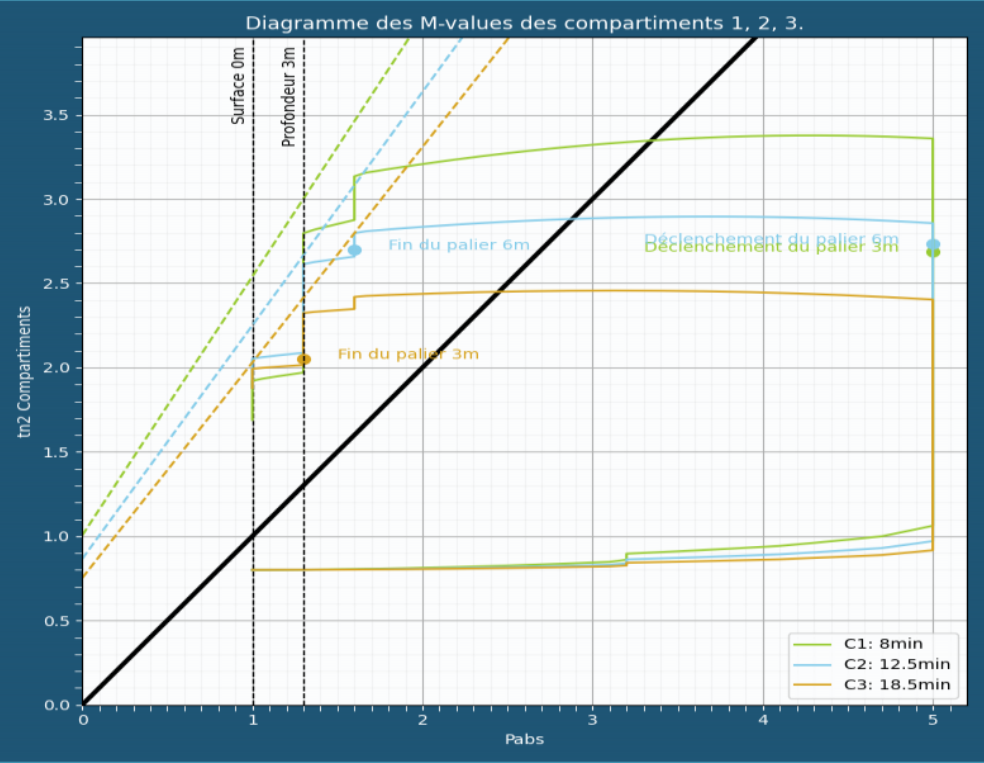 Diagramme des M-values des compartiments 1, 2, 3.
Surface 0m
Profondeur 3m
3.5
3.0
Déclenchement du palier 6m
Fin du palier 6m
Déclenchement du palier 3m
2.5
Fin du palier 3m
2.0
tn2 Compartiments
1.5
1.0
0.5
C1: 8min
C2: 12.5min
C3: 18.5min
0.0
0 1 2 3 4 5
Pabs